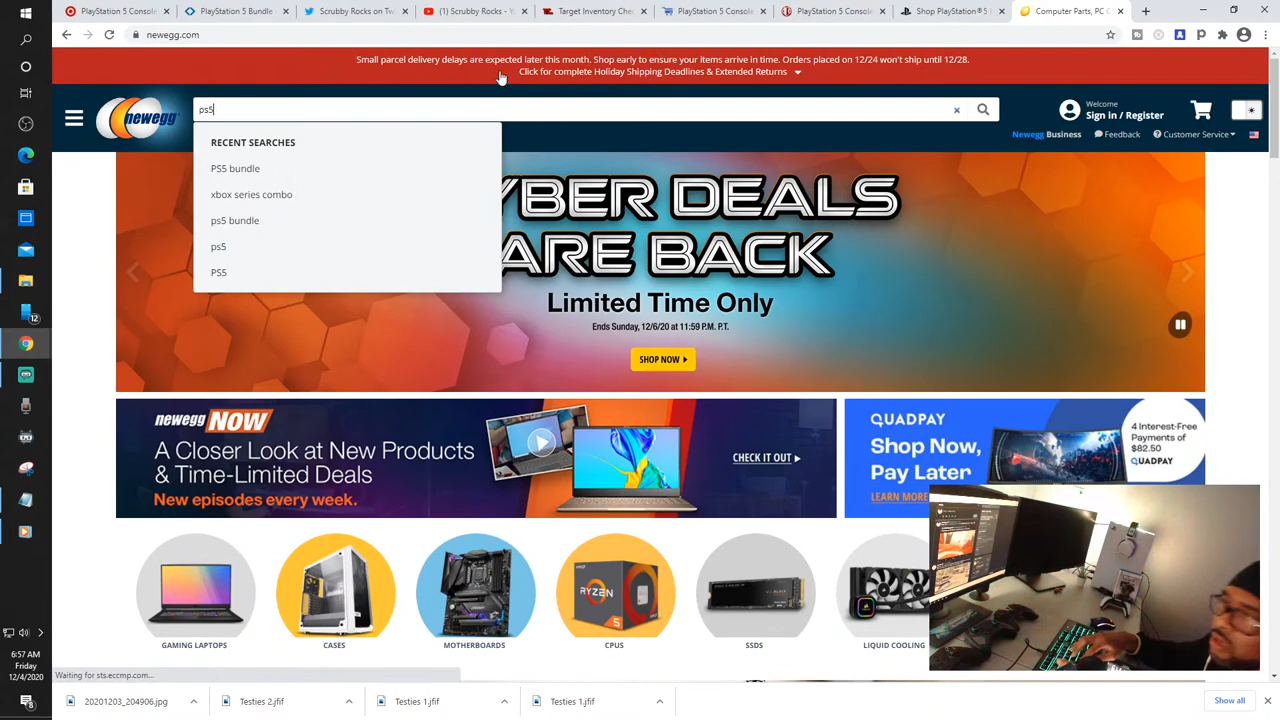 PlayStation 5 Console
PlayStation 5 Bundle
Scrubby Rocks on Tw
(1) Scrubby Rocks - Y
Target Inventory Che
PlayStation 5 Console
PlayStation 5 Consol
Shop PlayStation®5
Computer Parts, PC C
newegg.com
Small parcel delivery delays are expected later this month. Shop early to ensure your items arrive in time. Orders placed on 12/24 won't ship until 12/28.
Click for complete Holiday Shipping Deadlines & Extended Returns
newegg
ps5
Welcome
Sign in / Register
Newegg Business
Feedback
Customer Service
RECENT SEARCHES
PS5 bundle
xbox series combo
ps5 bundle
ps5
PS5
YBER DEALS
ARE BACK
Limited Time Only
Ends Sunday, 12/6/20 at 11:59 P.M. P.T.
SHOP NOW
newegg NOW
A Closer Look at New Products
& Time-Limited Deals
New episodes every week.
CHECK IT OUT
QUADPAY
Shop Now,
Pay Later
LEARN MORE
4 Interest-Free
Payments of
$82.50
QUADPAY
RYZEN
5
GAMING LAPTOPS
CASES
MOTHERBOARDS
CPUS
SSDS
LIQUID COOLING
12
6:57 AM
Friday
12/4/2020
8
Waiting for sts.eccmp.com...
20201203_204906.jpg
Testies 2.jfif
Testies 1.jfif
Testies 1.jfif
Show all